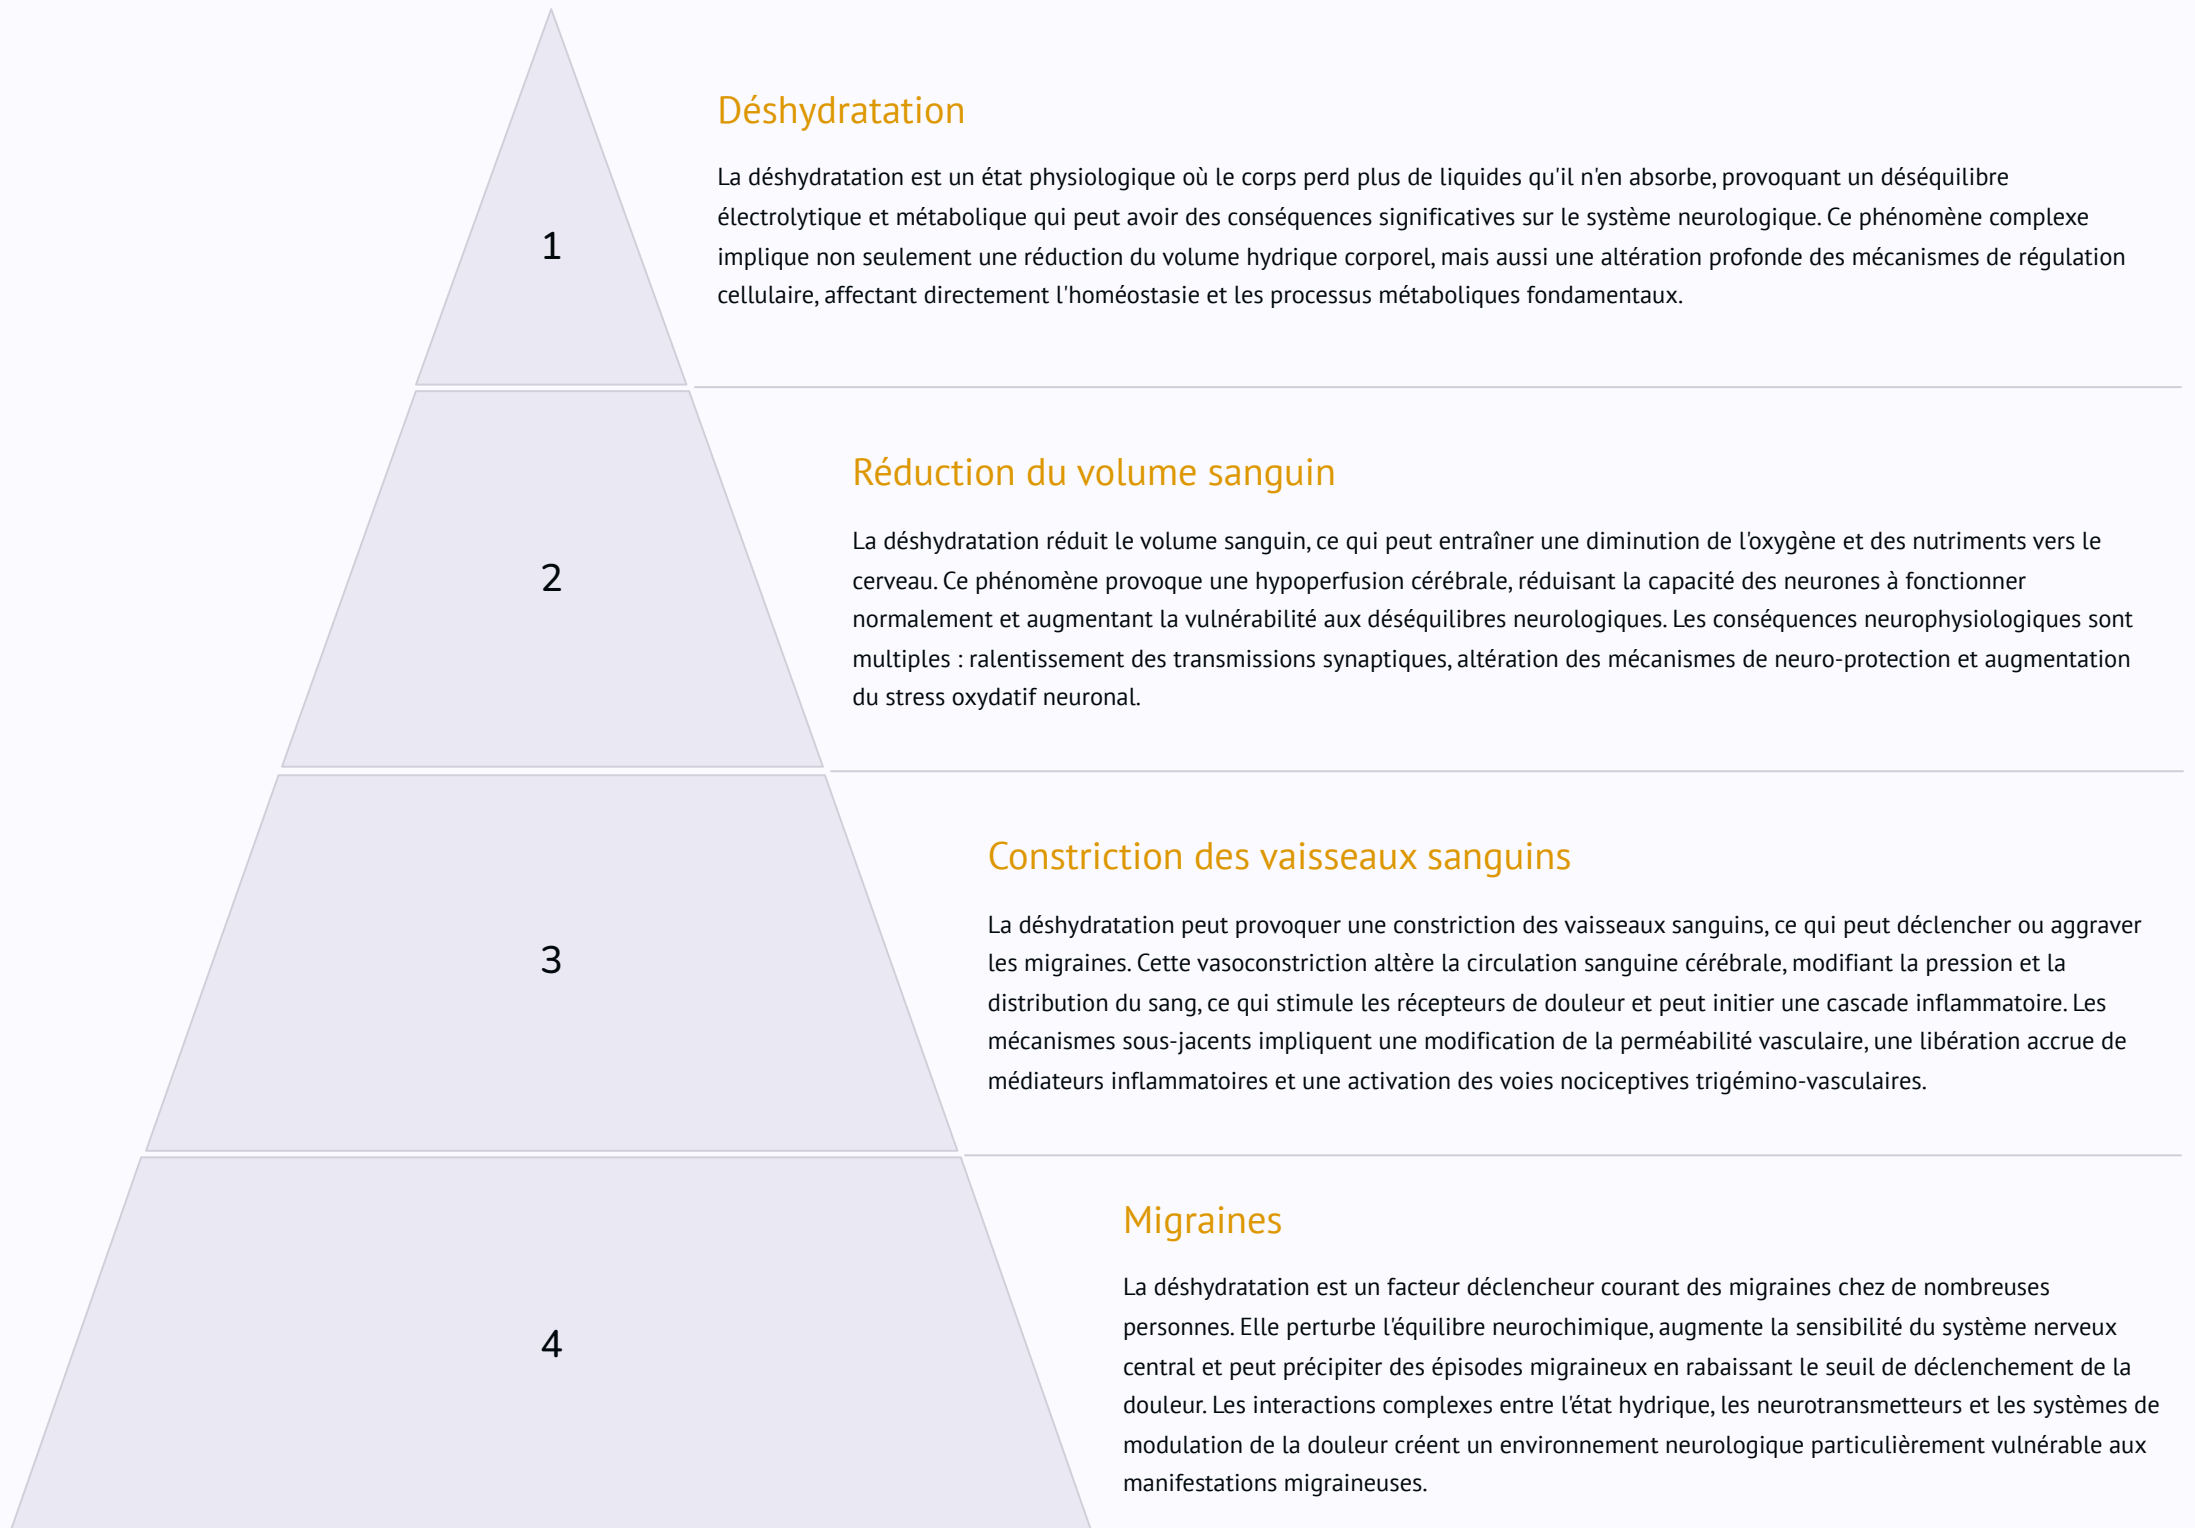 Déshydratation
La déshydratation est un état physiologique où le corps perd plus de liquides qu'il n'en absorbe, provoquant un déséquilibre
électrolytique et métabolique qui peut avoir des conséquences significatives sur le système neurologique. Ce phénomène complexe
implique non seulement une réduction du volume hydrique corporel, mais aussi une altération profonde des mécanismes de régulation
cellulaire, affectant directement l'homéostasie et les processus métaboliques fondamentaux.
1
Réduction du volume sanguin
La déshydratation réduit le volume sanguin, ce qui peut entraîner une diminution de l'oxygène et des nutriments vers le
cerveau. Ce phénomène provoque une hypoperfusion cérébrale, réduisant la capacité des neurones à fonctionner
normalement et augmentant la vulnérabilité aux déséquilibres neurologiques. Les conséquences neurophysiologiques sont
multiples : ralentissement des transmissions synaptiques, altération des mécanismes de neuro-protection et augmentation
du stress oxydatif neuronal.
2
Constriction des vaisseaux sanguins
La déshydratation peut provoquer une constriction des vaisseaux sanguins, ce qui peut déclencher ou aggraver
les migraines. Cette vasoconstriction altère la circulation sanguine cérébrale, modifiant la pression et la
distribution du sang, ce qui stimule les récepteurs de douleur et peut initier une cascade inflammatoire. Les
mécanismes sous-jacents impliquent une modification de la perméabilité vasculaire, une libération accrue de
médiateurs inflammatoires et une activation des voies nociceptives trigémino-vasculaires.
3
Migraines
La déshydratation est un facteur déclencheur courant des migraines chez de nombreuses
personnes. Elle perturbe l'équilibre neurochimique, augmente la sensibilité du système nerveux
central et peut précipiter des épisodes migraineux en rabaissant le seuil de déclenchement de la
douleur. Les interactions complexes entre l'état hydrique, les neurotransmetteurs et les systèmes de
modulation de la douleur créent un environnement neurologique particulièrement vulnérable aux
manifestations migraineuses.
4